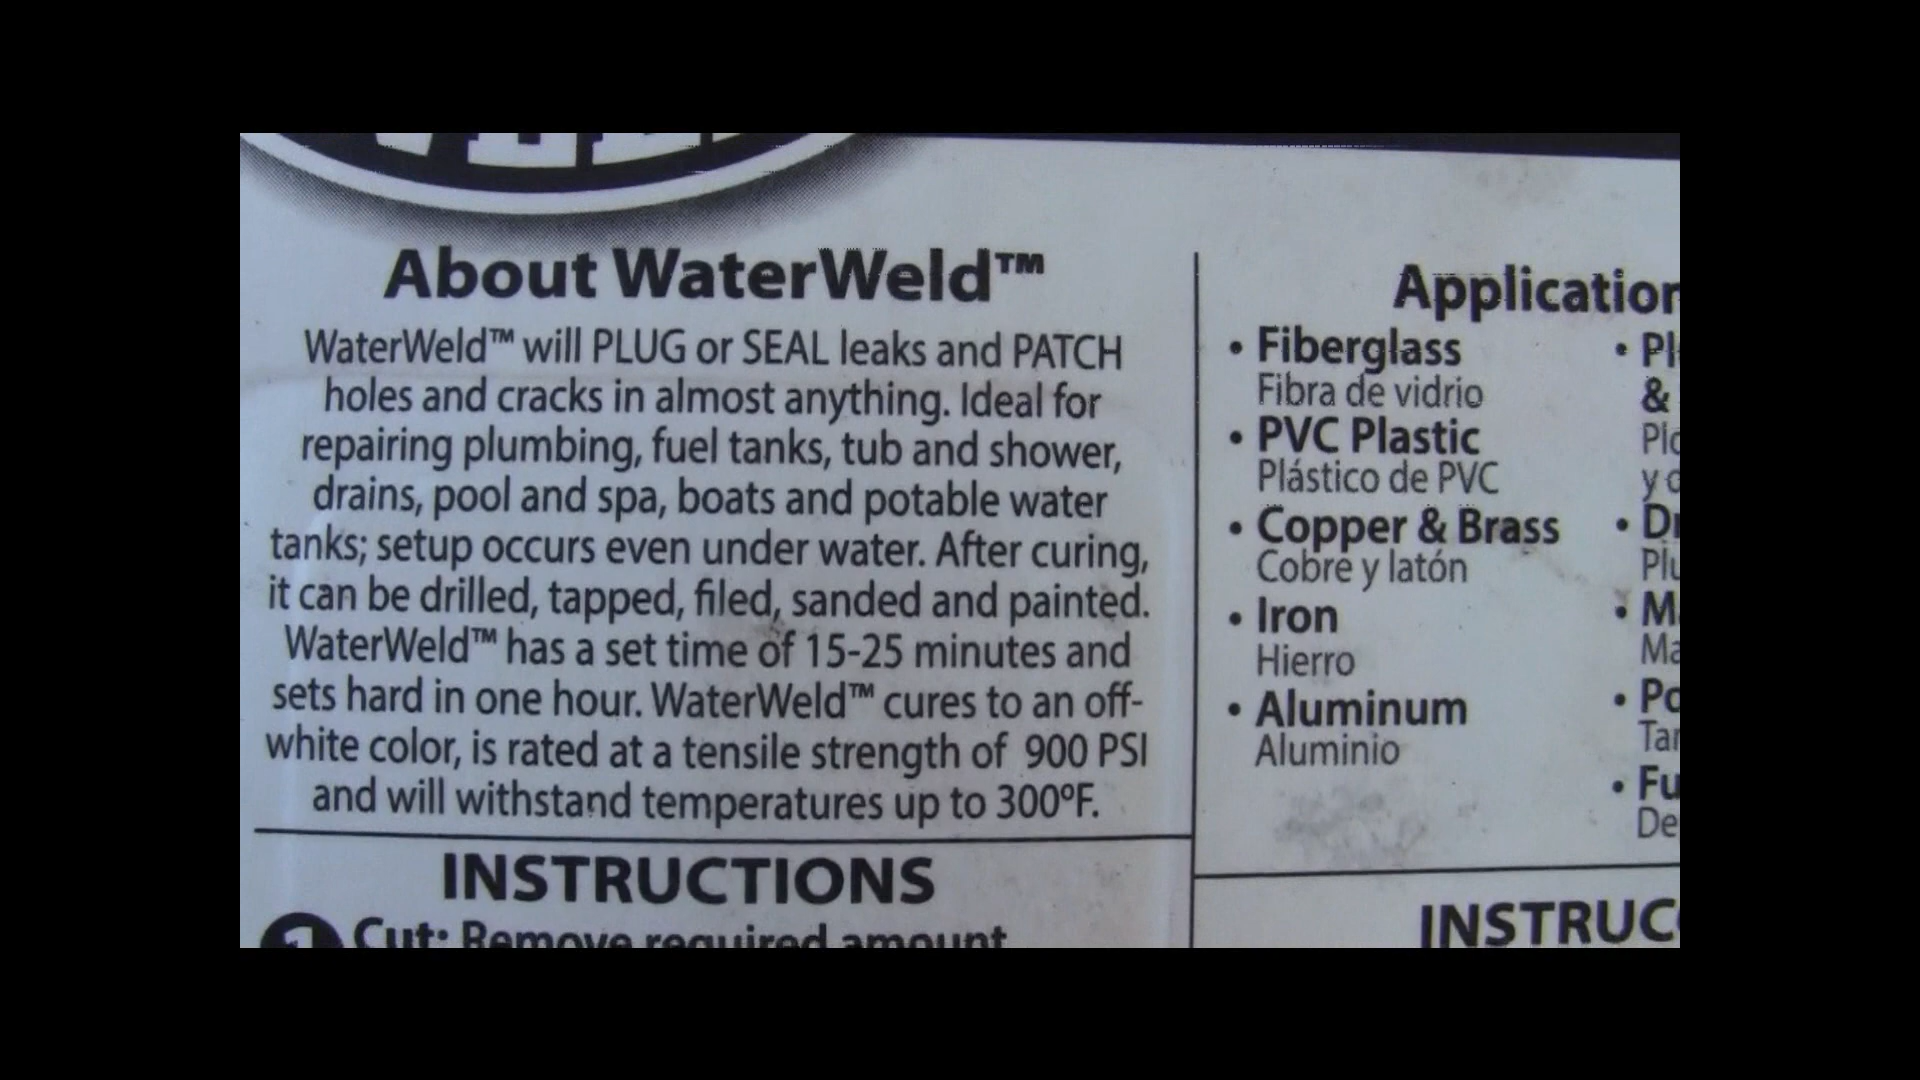 About WaterWeld™
WaterWeld™ will PLUG or SEAL leaks and PATCH
holes and cracks in almost anything. Ideal for
repairing plumbing, fuel tanks, tub and shower,
drains, pool and spa, boats and potable water
tanks; setup occurs even under water. After curing,
it can be drilled, tapped, filed, sanded and painted.
WaterWeld™ has a set time of 15-25 minutes and
sets hard in one hour. WaterWeld™ cures to an off-
white color, is rated at a tensile strength of 900 PSI
and will withstand temperatures up to 300ºF.
INSTRUCTIONS
1 Cut: Remove required amount
Application
• Fiberglass
Fibra de vidrio
• PVC Plastic
Plástico de PVC
• Copper & Brass
Cobre y latón
• Iron
Hierro
• Aluminum
Aluminio
&
y